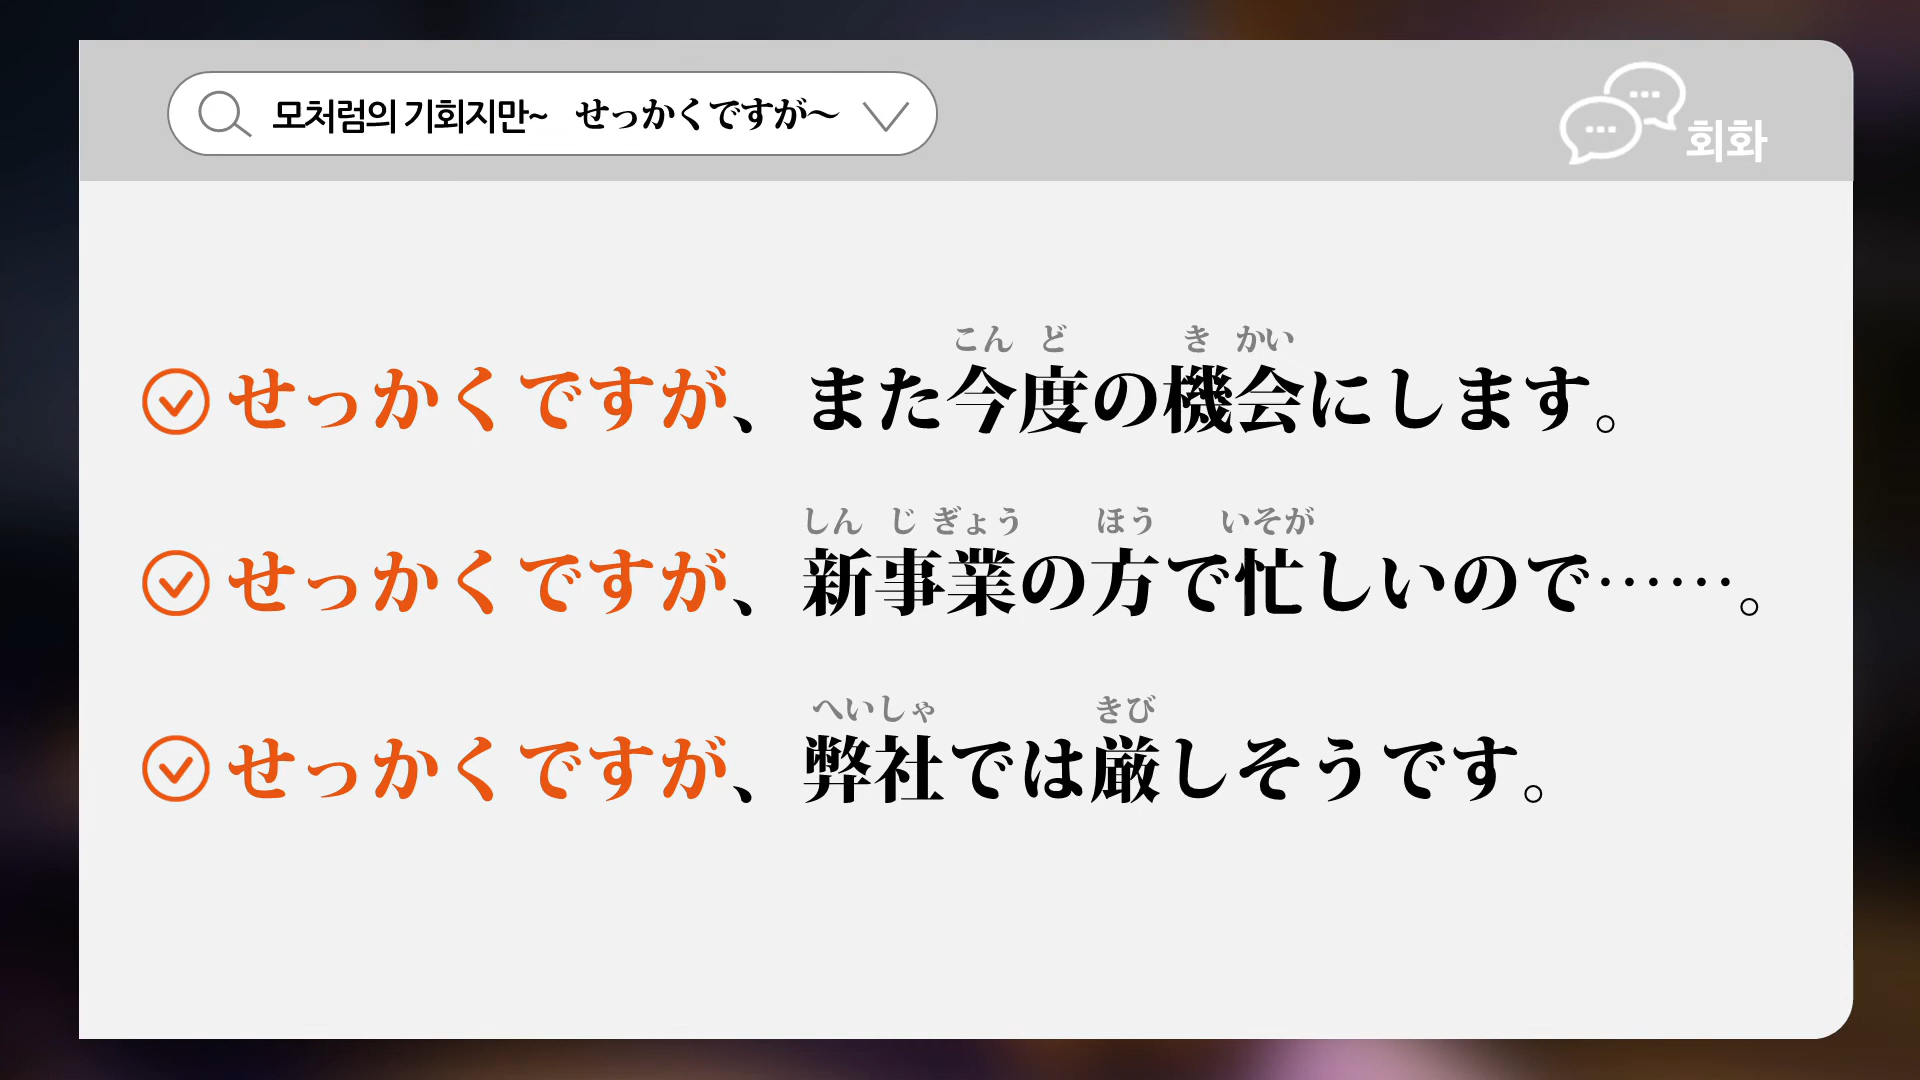 모처럼의 기회지만~ せっかくですが～
회화
こん ど き かい
せっかくですが、また今度の機会にします。
しん じ ぎょう ほう いそが
せっかくですが、新事業の方で忙しいので……。
へいしゃ きび
せっかくですが、弊社では厳しそうです。